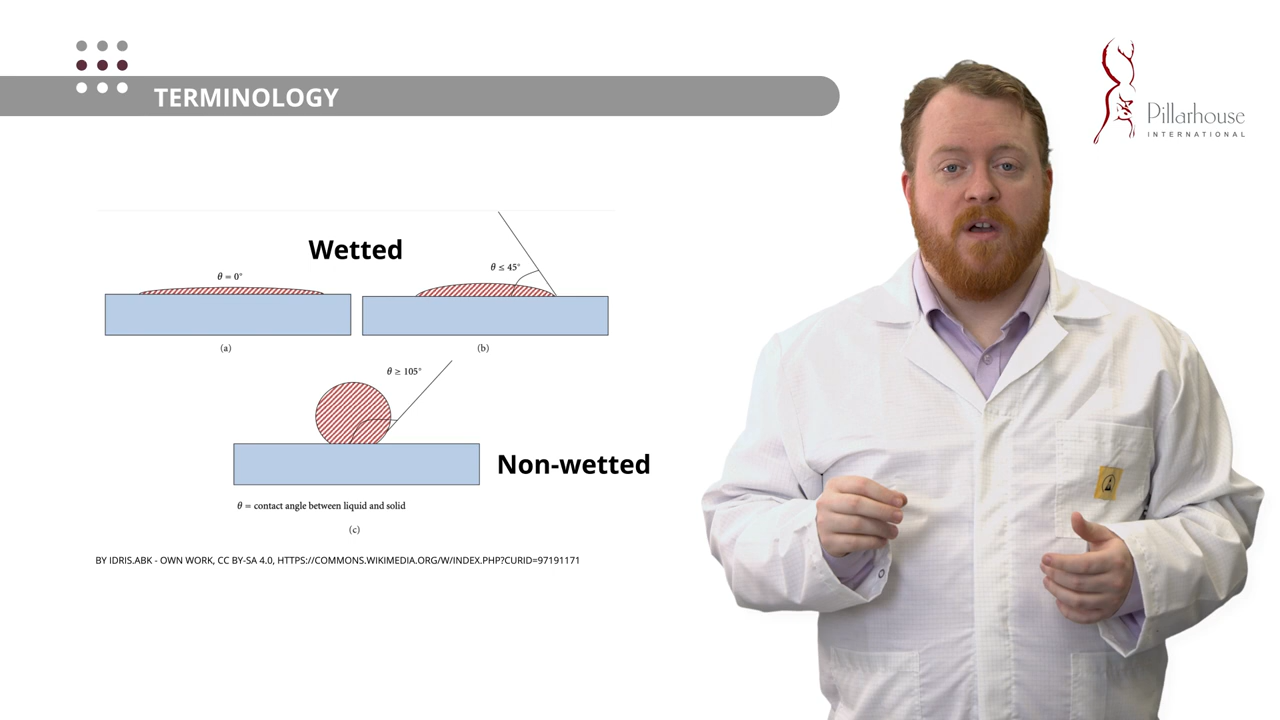 TERMINOLOGY
Pillarhouse
INTERNATIONAL
Wetted
θ = 0°
θ ≤ 45°
(a)
(b)
θ ≥ 105°
Non-wetted
θ = contact angle between liquid and solid
(c)
BY IDRIS.ABK - OWN WORK, CC BY-SA 4.0, HTTPS://COMMONS.WIKIMEDIA.ORG/W/INDEX.PHP?CURID=97191171